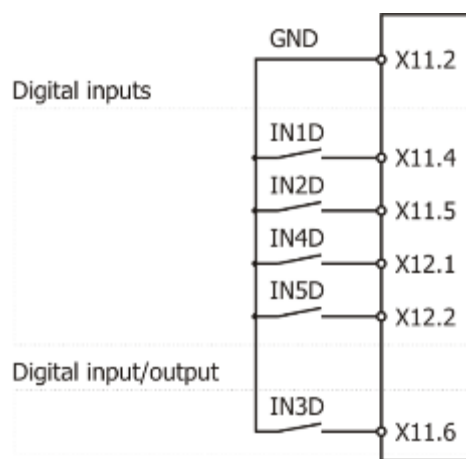 GND
X11.2
Digital inputs
IN1D
X11.4
IN2D
X11.5
IN4D
X12.1
IN5D
X12.2
Digital input/output
IN3D
X11.6